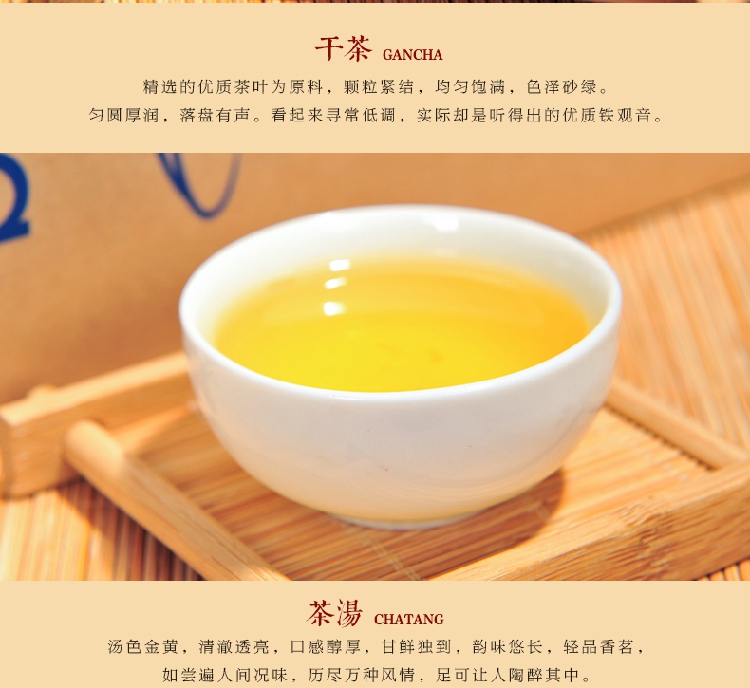 干茶 GANCHA
精选的优质茶叶为原料，颗粒紧结，均匀饱满，色泽砂绿。
匀圆厚润，落盘有声。看起来寻常低调，实际却是听得出的优质铁观音。
茶湯 CHATANG
汤色金黄，清澈透亮，口感醇厚，甘鲜独到，韵味悠长，轻品香茗，
如尝遍人间况味，历尽万种风情，足可让人陶醉其中。